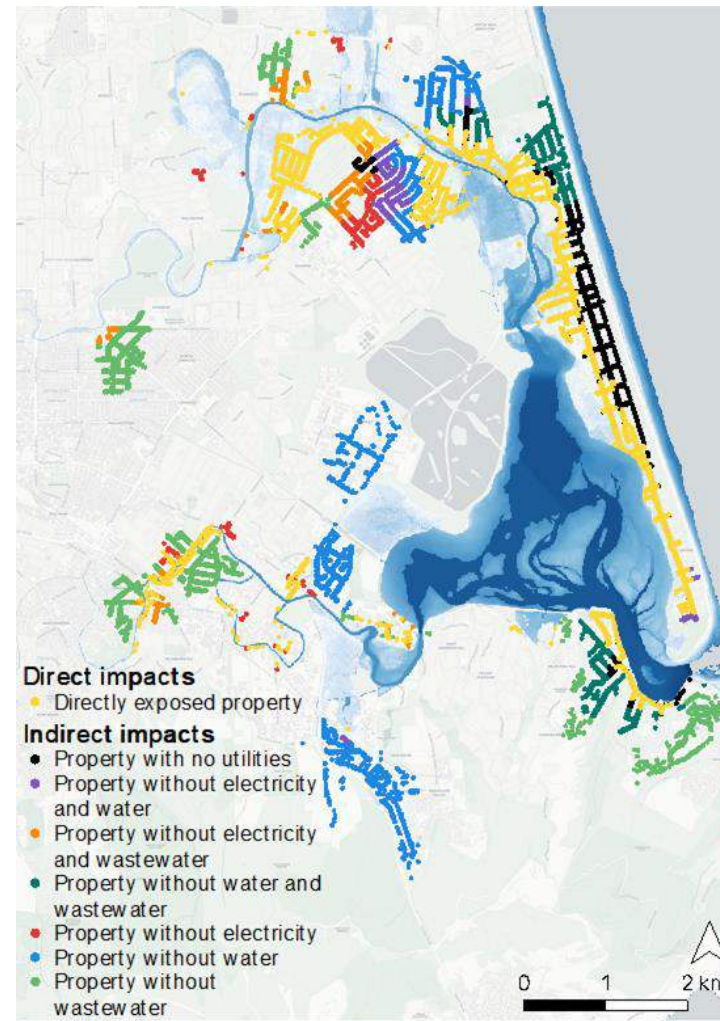 Direct impacts
Directly exposed property
Indirect impacts
Property with no utilities
Property without electricity
and water
Property without electricity
and wastewater
Property without water and
wastewater
Property without electricity
Property without water
Property without
wastewater
0 1 2 km